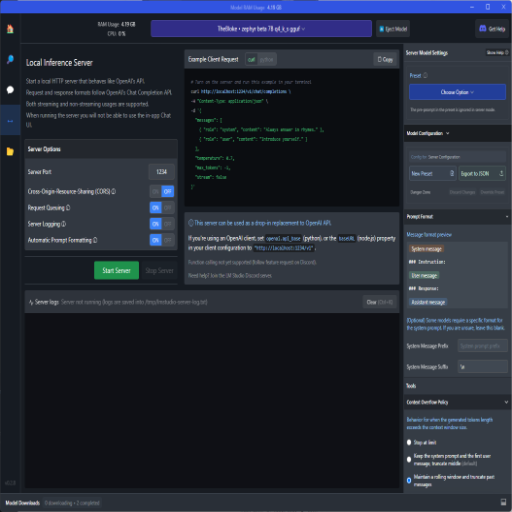 Model RAM Usage: 4.19 GB
RAM Usage: 4.19 GB
CPU: 0%
TheBloke • zephyr beta 7B q4_k_s gguf
Eject Model
Get Help
Local Inference Server
Start a local HTTP server that behaves like OpenAI's API.
Request and response formats follow OpenAI's Chat Completion API.
Both streaming and non-streaming usages are supported.
When running the server you will not be able to use the in-app Chat
UI.
Server Options
Server Port
1234
Cross-Origin-Resource-Sharing (CORS)
ON OFF
Request Queuing
ON OFF
Server Logging
ON OFF
Automatic Prompt Formatting
ON OFF
Start Server
Stop Server
Example Client Request
curl
python
Copy
# Turn on the server and run this example in your terminal
curl http://localhost:1234/v1/chat/completions \
-H "Content-Type: application/json" \
-d '{
"messages": [
{ "role": "system", "content": "Always answer in rhymes." },
{ "role": "user", "content": "Introduce yourself." }
],
"temperature": 0.7,
"max_tokens": -1,
"stream": false
}'
This server can be used as a drop-in replacement to OpenAI API.
If you're using an OpenAI client, set openai.api_base (python), or the baseURL (node.js) property
in your client configuration to "http://localhost:1234/v1".
Function calling not yet supported (follow feature request on Discord).
Need help? Join the LM Studio Discord server.
Server logs
Server not running (logs are saved into /tmp/lmstudio-server-log.txt)
Clear
Server Model Settings
Show Help
Preset
Choose Option
The pre-prompt in the preset is ignored in server mode.
Model Configuration
Config for: Server Configuration
New Preset
Export to JSON
Prompt Format
Message format preview
System message
### Instruction:
User message
### Response:
Assistant message
(Optional) Some models require a specific format for
the system prompt. If you are unsure, leave this blank.
System Message Prefix
System prompt prefix
System Message Suffix
\n
Tools
Context Overflow Policy
Behavior for when the generated tokens length
exceeds the context window size.
Stop at limit
Keep the system prompt and the first user
message, truncate middle (default)
Maintain a rolling window and truncate past
messages
Model Downloads
0 downloading • 2 completed